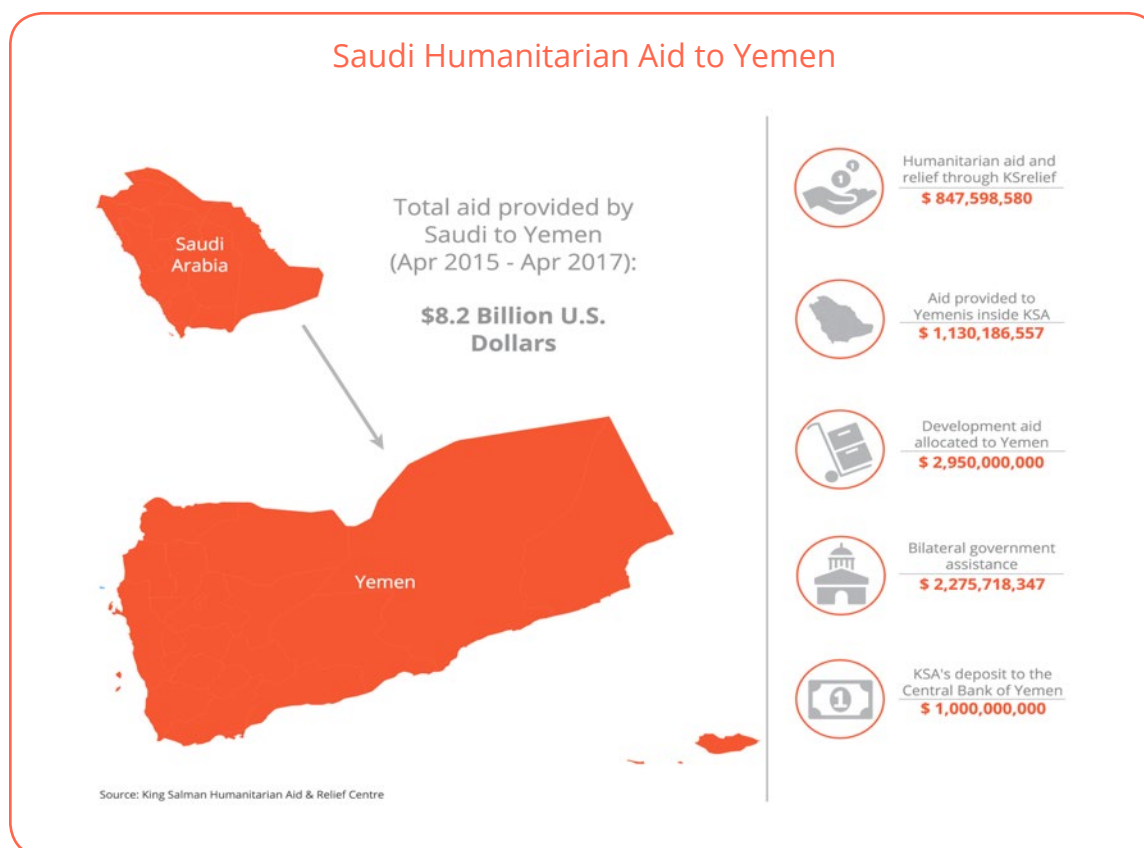 Saudi Humanitarian Aid to Yemen
Saudi
Arabia
Total aid provided by
Saudi to Yemen
(Apr 2015 - Apr 2017):
$8.2 Billion U.S.
Dollars
Yemen
Source: King Salman Humanitarian Aid & Relief Centre
1
1
Humanitarian aid and
relief through KSrelief
$ 847,598,580
Aid provided to
Yemenis inside KSA
$ 1,130,186,557
Development aid
allocated to Yemen
$ 2,950,000,000
Bilateral government
assistance
$ 2,275,718,347
1
KSA's deposit to the
Central Bank of Yemen
$ 1,000,000,000